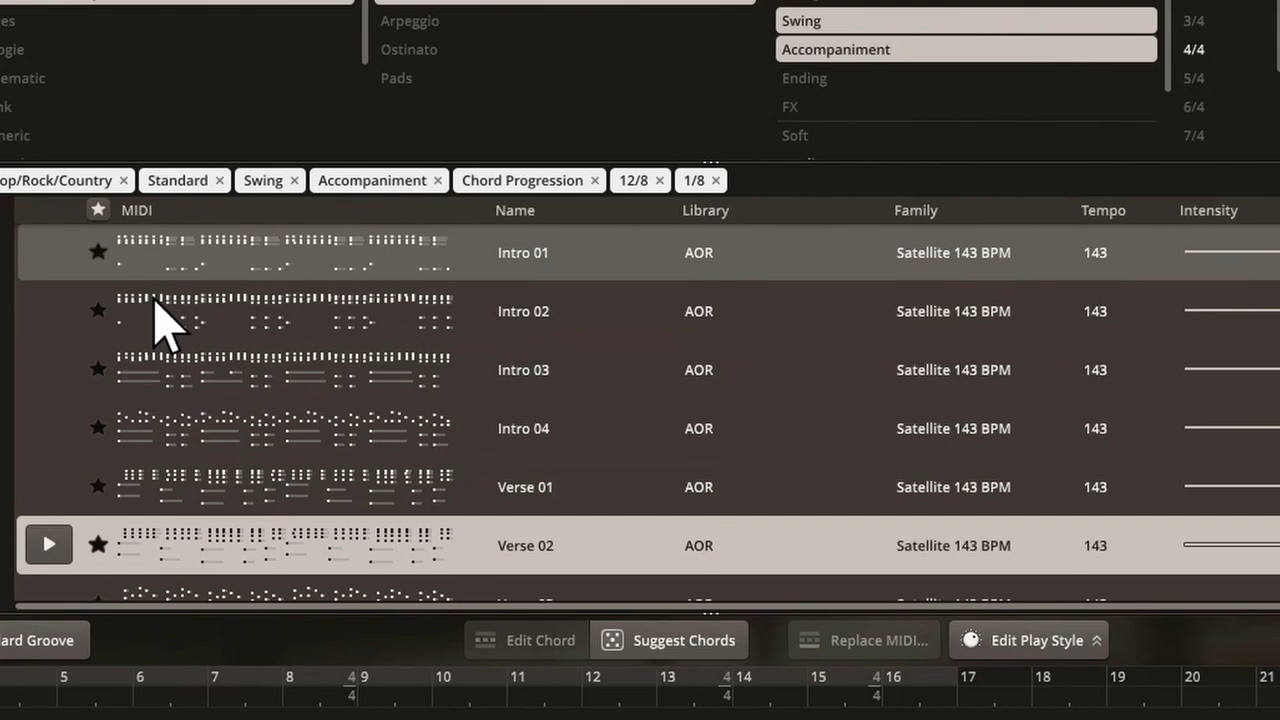 es Arpeggio Swing 3/4
ogie Ostinato Accompaniment 4/4
ematic Pads Ending 5/4
nk FX 6/4
neric Soft 7/4
op/Rock/Country × Standard × Swing × Accompaniment × Chord Progression × 12/8 × 1/8 ×
MIDI Name Library Family Tempo Intensity
Intro 01 AOR Satellite 143 BPM 143
Intro 02 AOR Satellite 143 BPM 143
Intro 03 AOR Satellite 143 BPM 143
Intro 04 AOR Satellite 143 BPM 143
Verse 01 AOR Satellite 143 BPM 143
Verse 02 AOR Satellite 143 BPM 143
ard Groove Edit Chord Suggest Chords Replace MIDI... Edit Play Style
5 6 7 8 4/4 9 10 11 12 13 4/4 14 15 4/4 16 17 18 19 20 21